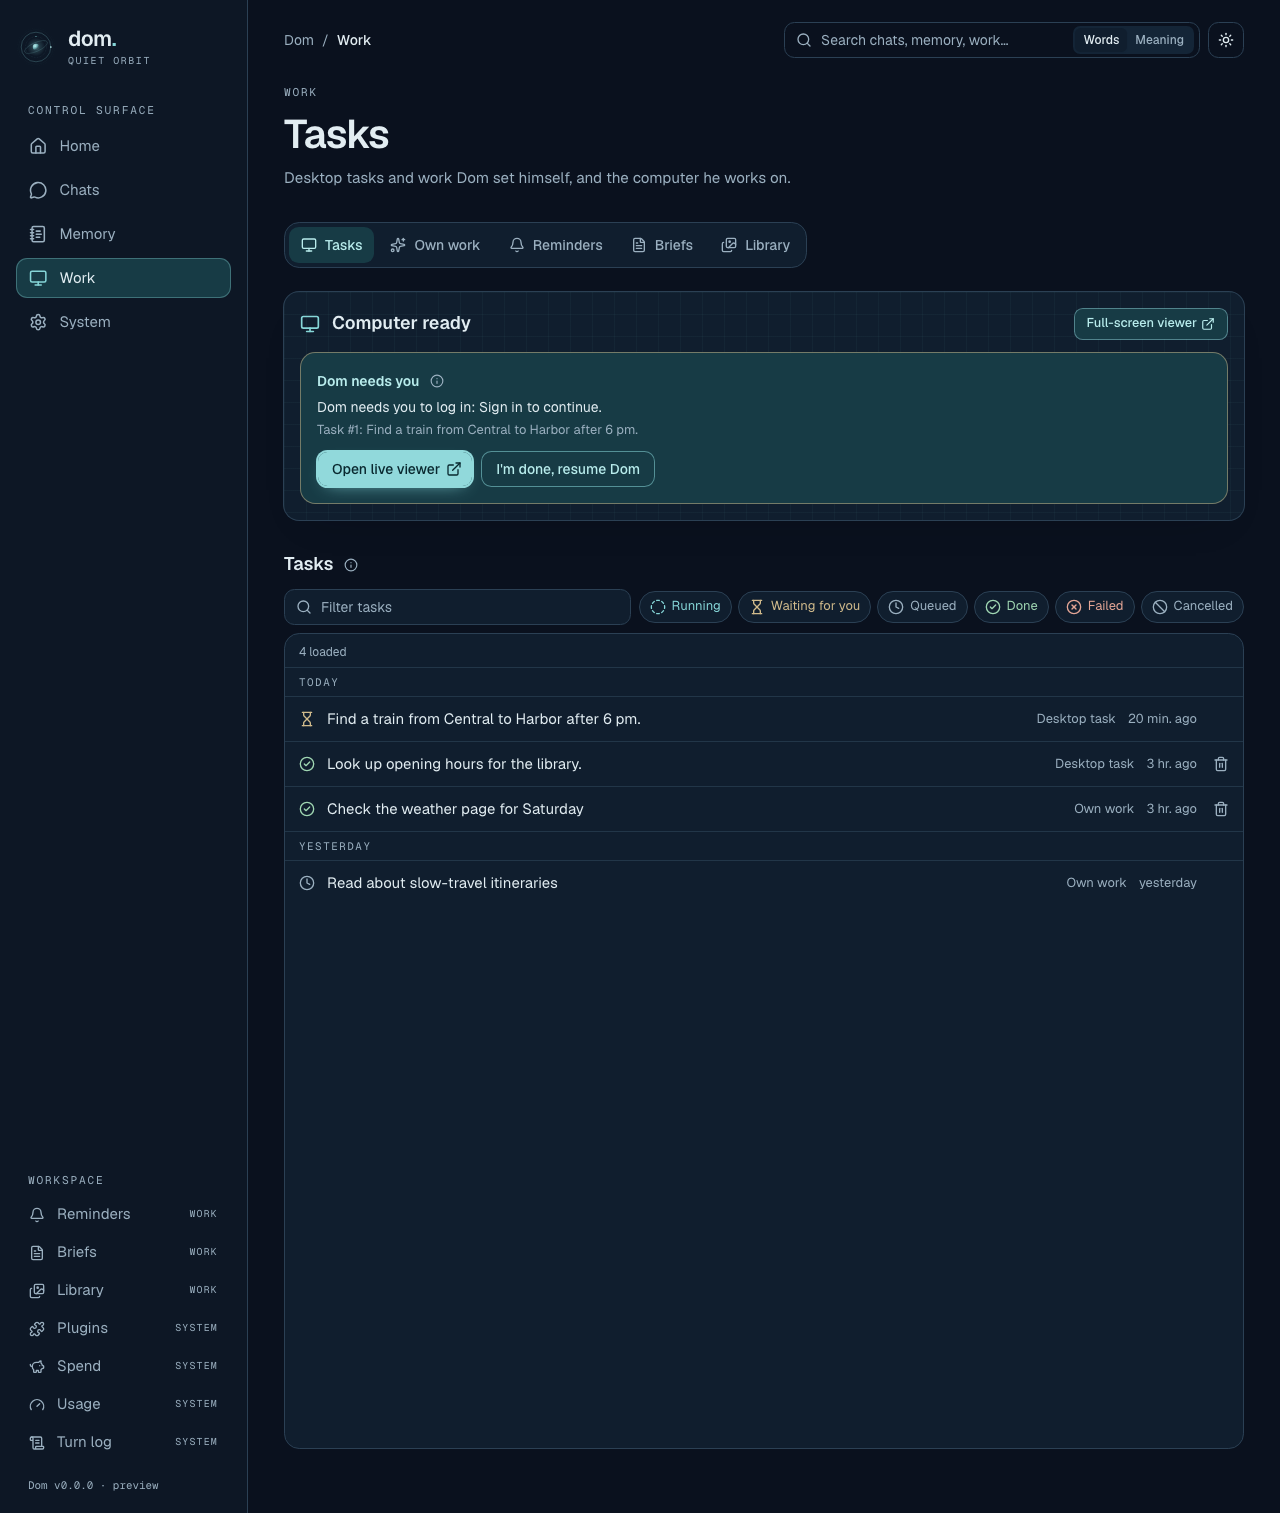 dom.
QUIET ORBIT
CONTROL SURFACE
Home
Chats
Memory
Work
System
WORKSPACE
Reminders WORK
Briefs WORK
Library WORK
Plugins SYSTEM
Spend SYSTEM
Usage SYSTEM
Turn log SYSTEM
Dom v0.0.0 · preview
Dom / Work
Search chats, memory, work… Words Meaning
WORK
Tasks
Desktop tasks and work Dom set himself, and the computer he works on.
Tasks Own work Reminders Briefs Library
Computer ready Full-screen viewer
Dom needs you
Dom needs you to log in: Sign in to continue.
Task #1: Find a train from Central to Harbor after 6 pm.
Open live viewer I'm done, resume Dom
Tasks
Filter tasks Running Waiting for you Queued Done Failed Cancelled
4 loaded
TODAY
Find a train from Central to Harbor after 6 pm. Desktop task 20 min. ago
Look up opening hours for the library. Desktop task 3 hr. ago
Check the weather page for Saturday Own work 3 hr. ago
YESTERDAY
Read about slow-travel itineraries Own work yesterday